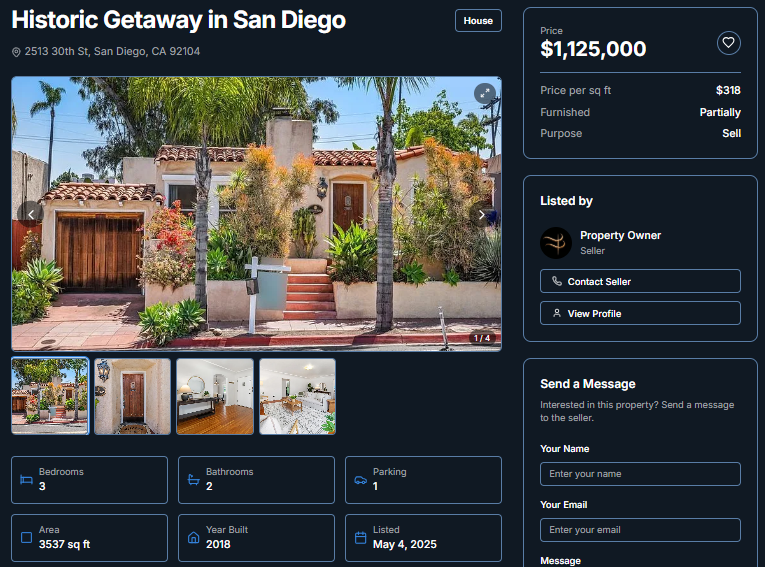 Historic Getaway in San Diego
House
2513 30th St, San Diego, CA 92104
1 / 4
Bedrooms
3
Bathrooms
2
Parking
1
Area
3537 sq ft
Year Built
2018
Listed
May 4, 2025
Price
$1,125,000
Price per sq ft
$318
Furnished
Partially
Purpose
Sell
Listed by
Property Owner
Seller
Contact Seller
View Profile
Send a Message
Interested in this property? Send a message
to the seller.
Your Name
Enter your name
Your Email
Enter your email
Message